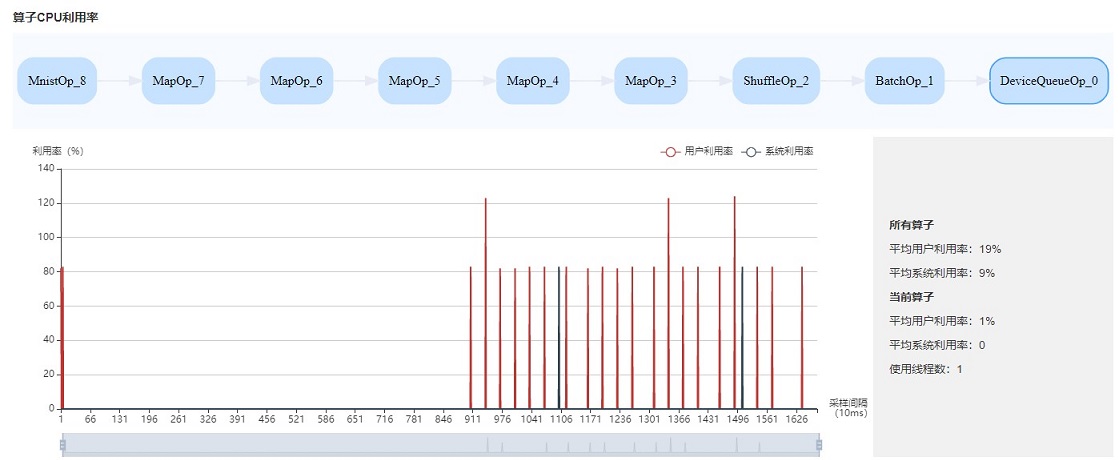 算子CPU利用率
MnistOp_8
MapOp_7
MapOp_6
MapOp_5
MapOp_4
MapOp_3
ShuffleOp_2
BatchOp_1
DeviceQueueOp_0
利用率（%）
用户利用率 系统利用率
140
120
100
80
60
40
20
0
1 66 131 196 261 326 391 456 521 586 651 716 781 846 911 976 1041 1106 1171 1236 1301 1366 1431 1496 1561 1626
采样间隔
（10ms）
所有算子
平均用户利用率：19%
平均系统利用率：9%
当前算子
平均用户利用率：1%
平均系统利用率：0
使用线程数：1